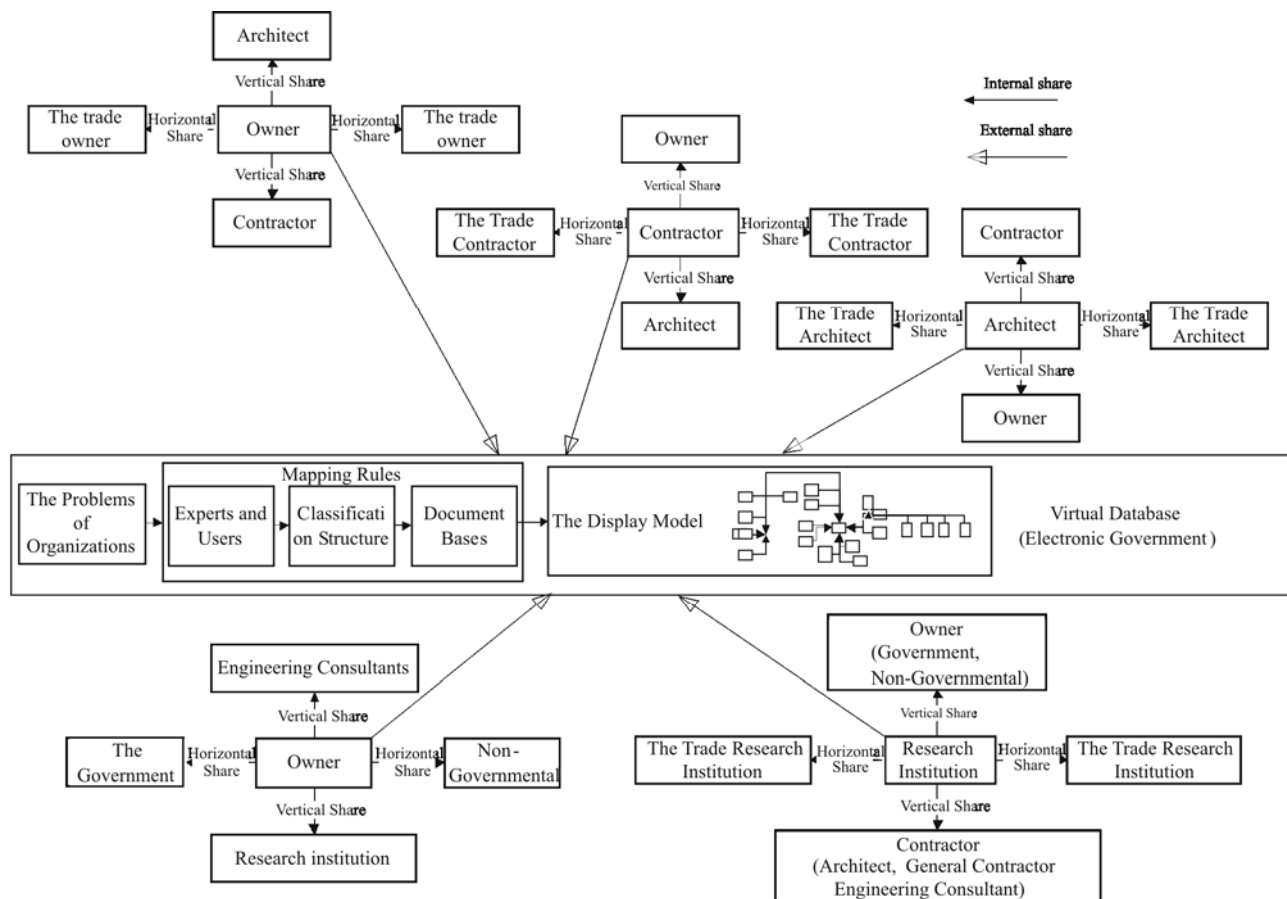 Architect
Vertical Share
The trade
owner
Horizontal
Share
Owner
Horizontal
Share
The trade
owner
Vertical Share
Contractor
Owner
Vertical Share
The Trade
Contractor
Horizontal
Share
Contractor
Horizontal
Share
The Trade
Contractor
Vertical Share
Architect
Internal share
External share
Contractor
Vertical Share
The Trade
Architect
Horizontal
Share
Architect
Horizontal
Share
The Trade
Architect
Vertical Share
Owner
The Problems
of
Organizations
Mapping Rules
Experts and
Users
Classificati
on Structure
Document
Bases
The Display Model
Virtual Database
(Electronic Government)
Engineering Consultants
Vertical Share
The
Government
Horizontal
Share
Owner
Horizontal
Share
Non-
Governmental
Vertical Share
Research institution
Owner
(Government,
Non-Governmental)
Vertical Share
The Trade Research
Institution
Horizontal
Share
Research
Institution
Horizontal
Share
The Trade Research
Institution
Vertical Share
Contractor
(Architect, General Contractor
Engineering Consultant)